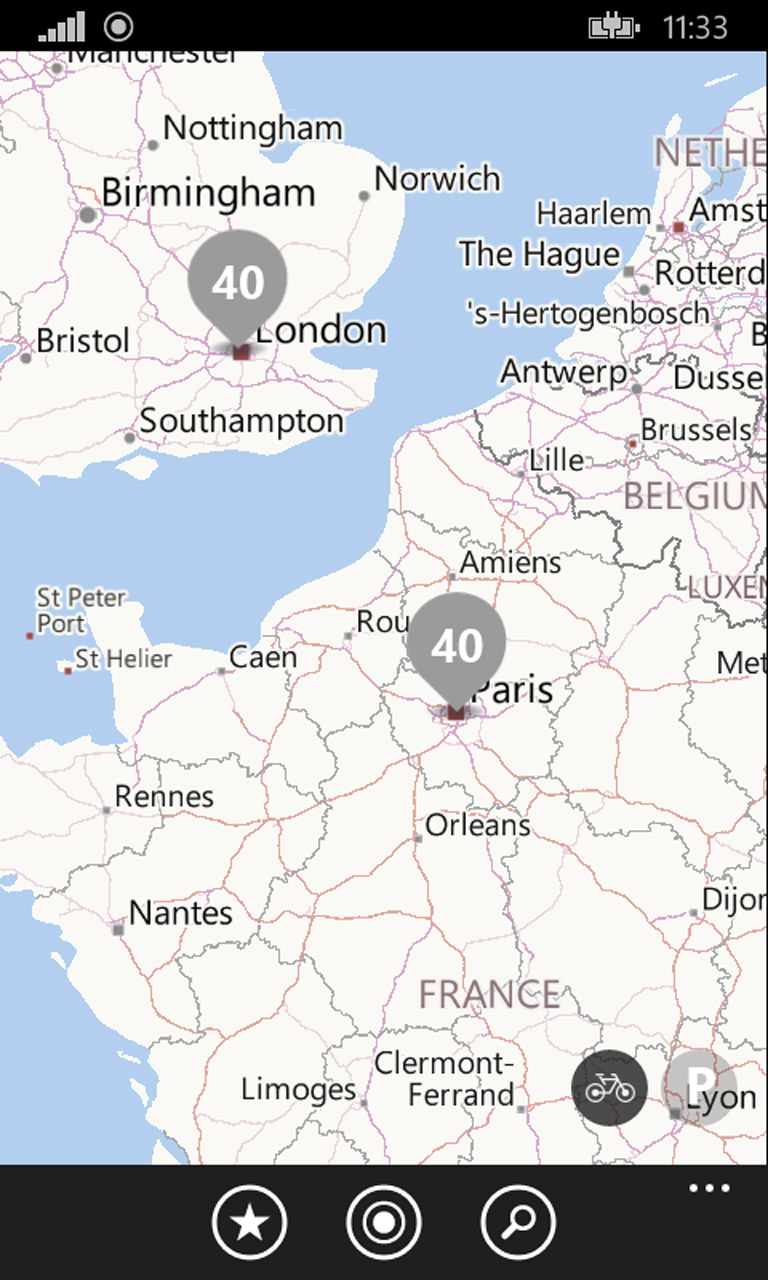 11:33
Manchester
Nottingham
Birmingham
Norwich
NETHE
Haarlem
Amst
The Hague
Rotterd
40
's-Hertogenbosch
London
Bristol
B
Antwerp
Dusse
Southampton
Brussels
Lille
BELGIUM
Amiens
LUXEN
St Peter
Port
Rou
40
St Helier
Caen
Met
Paris
Rennes
Orleans
Dijon
Nantes
FRANCE
Clermont-
Ferrand
Limoges
P
Lyon